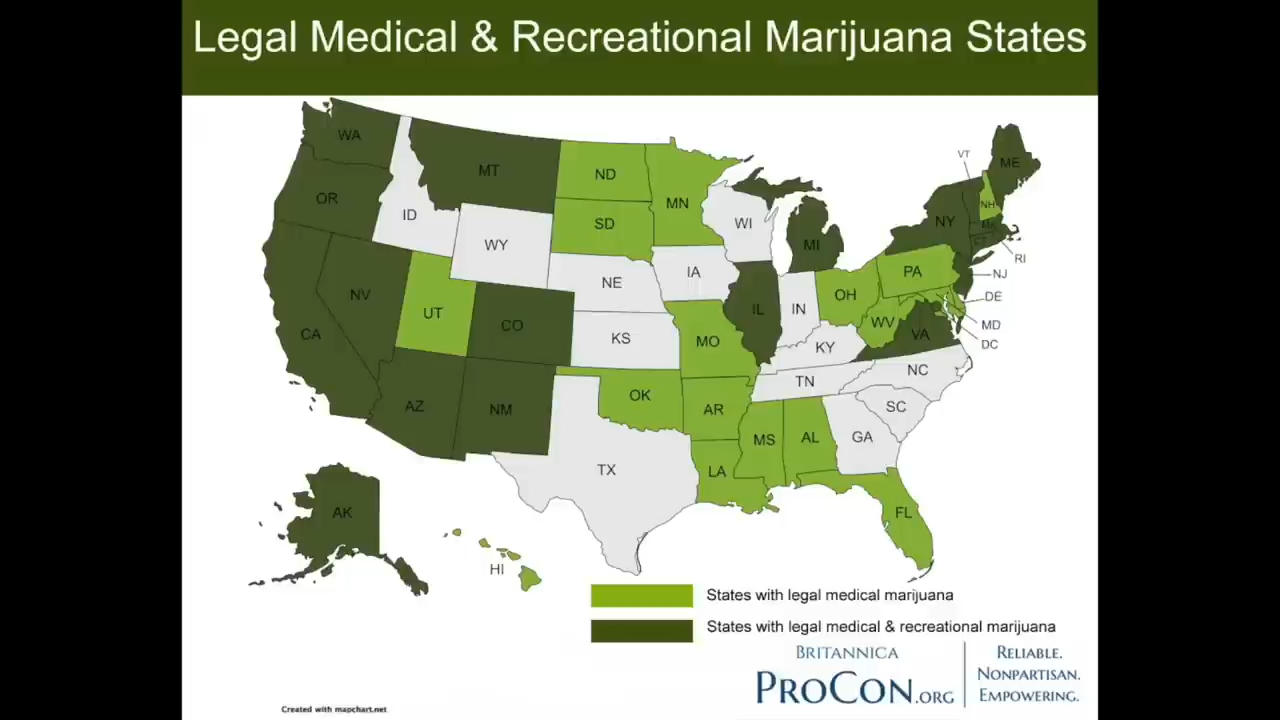 Legal Medical & Recreational Marijuana States
WA
MT
ND
MN
OR
ID
WY
SD
WI
MI
VT
ME
NH
MA
NY
CT
RI
NJ
PA
DE
MD
DC
NV
UT
CO
NE
IA
IL
IN
OH
WV
VA
CA
KS
MO
KY
AZ
NM
OK
AR
TN
NC
SC
TX
LA
MS
AL
GA
FL
AK
HI
States with legal medical marijuana
States with legal medical & recreational marijuana
BRITANNICA
PROCON.ORG
RELIABLE.
NONPARTISAN.
EMPOWERING.
Created with mapchart.net